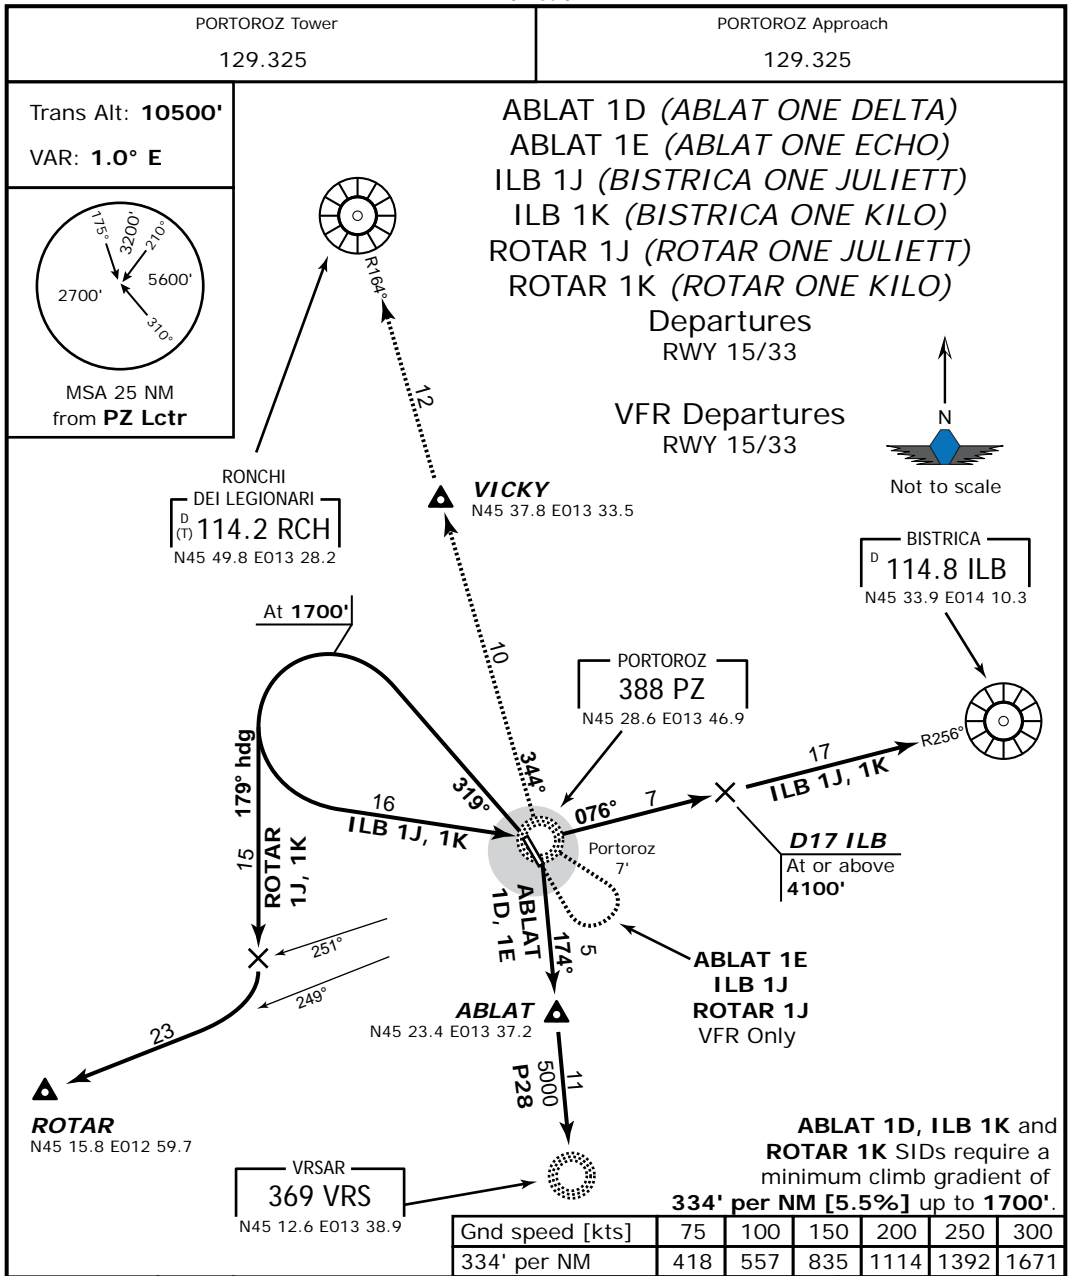 PORTOROZ Tower
129.325
PORTOROZ Approach
129.325
Trans Alt: 10500'
VAR: 1.0° E
175°
3200'
210°
2700'
5600'
310°
MSA 25 NM
from PZ Lctr
ABLAT 1D (ABLAT ONE DELTA)
ABLAT 1E (ABLAT ONE ECHO)
ILB 1J (BISTRICA ONE JULIETT)
ILB 1K (BISTRICA ONE KILO)
ROTAR 1J (ROTAR ONE JULIETT)
ROTAR 1K (ROTAR ONE KILO)
Departures
RWY 15/33
VFR Departures
RWY 15/33
N
Not to scale
R164°
12
RONCHI
DEI LEGIONARI
D
(T) 114.2 RCH
N45 49.8 E013 28.2
VICKY
N45 37.8 E013 33.5
BISTRICA
D 114.8 ILB
N45 33.9 E014 10.3
At 1700'
10
PORTOROZ
388 PZ
N45 28.6 E013 46.9
R256°
17
ILB 1J, 1K
179° hdg
15
ROTAR
1J, 1K
16
ILB 1J, 1K
319°
344°
076°
7
D17 ILB
At or above
4100'
Portoroz
7'
ABLAT
1D, 1E
174°
5
251°
249°
ABLAT 1E
ILB 1J
ROTAR 1J
VFR Only
ABLAT
N45 23.4 E013 37.2
23
11
5000
P28
ROTAR
N45 15.8 E012 59.7
VRSAR
369 VRS
N45 12.6 E013 38.9
ABLAT 1D, ILB 1K and
ROTAR 1K SIDs require a
minimum climb gradient of
334' per NM [5.5%] up to 1700'.
Gnd speed [kts] 75 100 150 200 250 300
334' per NM 418 557 835 1114 1392 1671